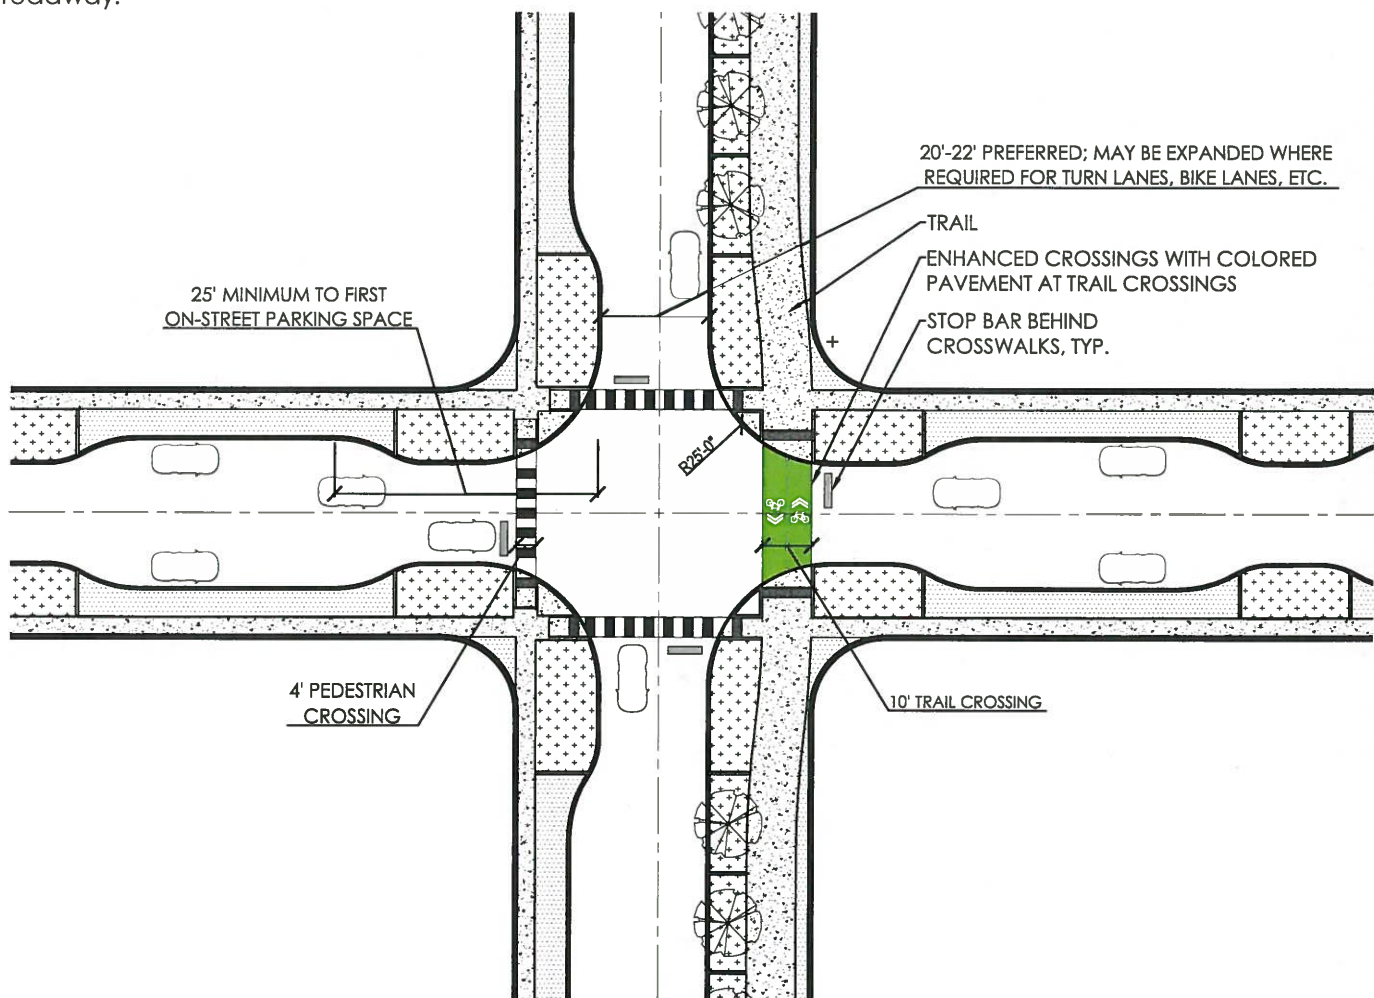 roadway.
20'-22' PREFERRED; MAY BE EXPANDED WHERE
REQUIRED FOR TURN LANES, BIKE LANES, ETC.
TRAIL
ENHANCED CROSSINGS WITH COLORED
PAVEMENT AT TRAIL CROSSINGS
25' MINIMUM TO FIRST
ON-STREET PARKING SPACE
STOP BAR BEHIND
CROSSWALKS, TYP.
R25'-0"
4' PEDESTRIAN
CROSSING
10' TRAIL CROSSING